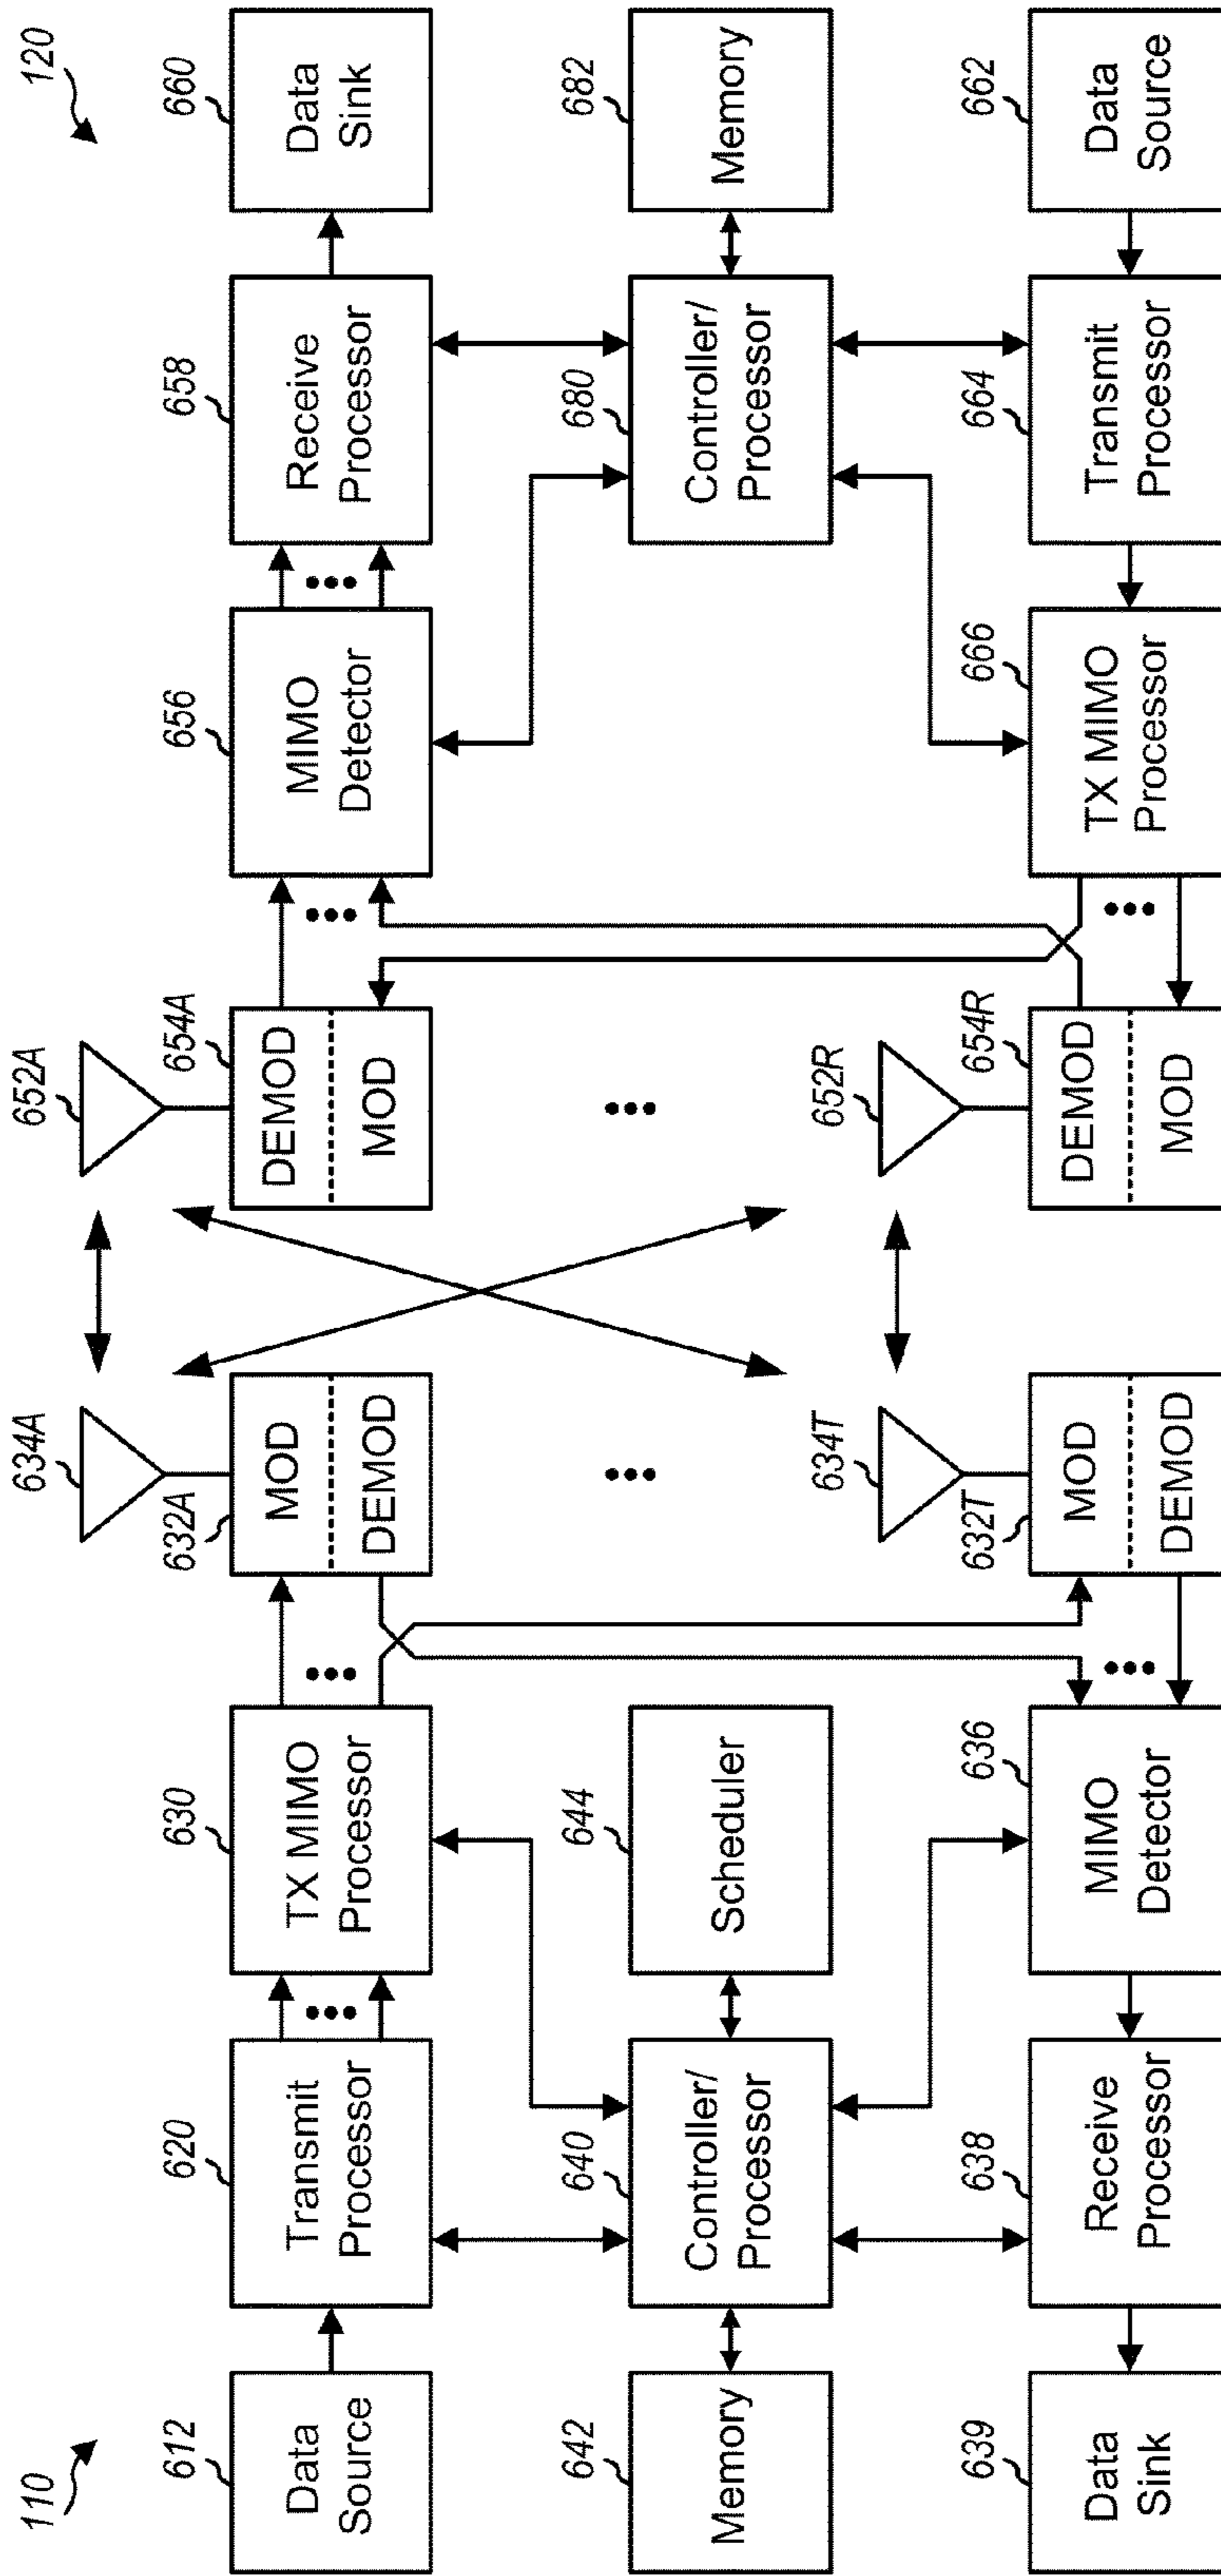 110
120
612
Data
Source
620
Transmit
Processor
630
TX MIMO
Processor
634A
632A
MOD
DEMOD
652A
654A
DEMOD
MOD
656
MIMO
Detector
658
Receive
Processor
660
Data
Sink
642
Memory
640
Controller/
Processor
644
Scheduler
680
Controller/
Processor
682
Memory
639
Data
Sink
638
Receive
Processor
636
MIMO
Detector
634T
632T
MOD
DEMOD
652R
654R
DEMOD
MOD
666
TX MIMO
Processor
664
Transmit
Processor
662
Data
Source